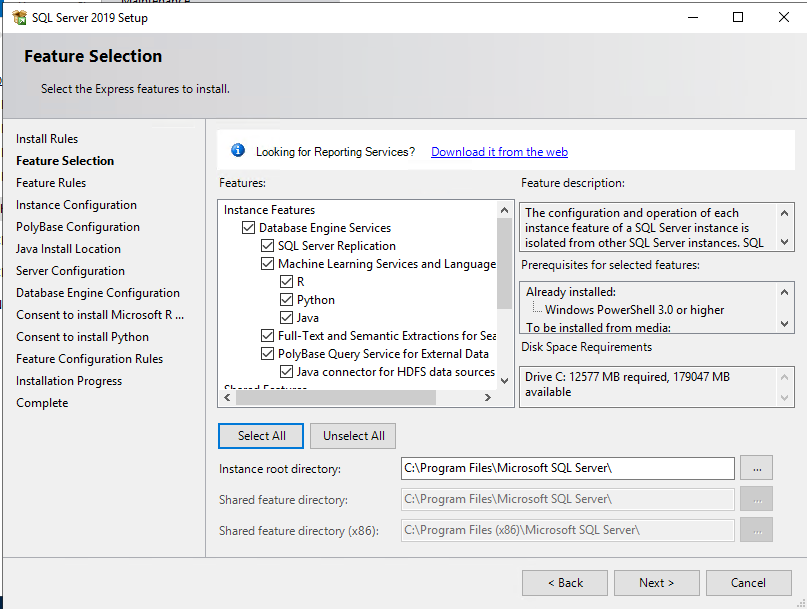 Maintenance
SQL Server 2019 Setup
Feature Selection
Select the Express features to install.
Install Rules
Feature Selection
Feature Rules
Instance Configuration
PolyBase Configuration
Java Install Location
Server Configuration
Database Engine Configuration
Consent to install Microsoft R ...
Consent to install Python
Feature Configuration Rules
Installation Progress
Complete
Looking for Reporting Services? Download it from the web
Features:
Instance Features
Database Engine Services
SQL Server Replication
Machine Learning Services and Language
R
Python
Java
Full-Text and Semantic Extractions for Sea
PolyBase Query Service for External Data
Java connector for HDFS data sources
Shared Features
Feature description:
The configuration and operation of each
instance feature of a SQL Server instance is
isolated from other SQL Server instances. SQL
Prerequisites for selected features:
Already installed:
Windows PowerShell 3.0 or higher
To be installed from media:
Disk Space Requirements
Drive C: 12577 MB required, 179047 MB
available
Select All
Unselect All
Instance root directory:
C:\Program Files\Microsoft SQL Server\
...
Shared feature directory:
C:\Program Files\Microsoft SQL Server\
...
Shared feature directory (x86):
C:\Program Files (x86)\Microsoft SQL Server\
...
< Back
Next >
Cancel